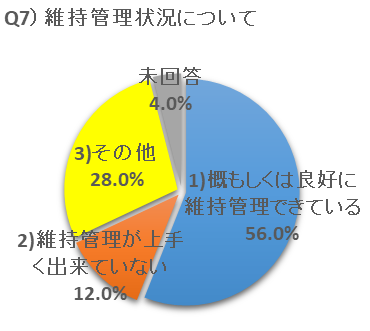 Q7）維持管理状況について
未回答
4.0%
1)概もしくは良好に
維持管理できている
56.0%
3)その他
28.0%
2)維持管理が上手
く出来ていない
12.0%